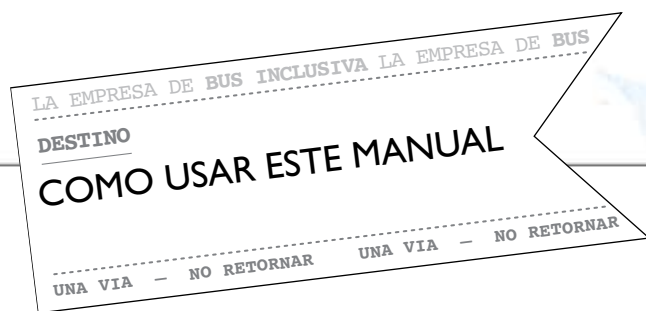 LA EMPRESA DE BUS INCLUSIVA LA EMPRESA DE BUS
DESTINO
COMO USAR ESTE MANUAL
UNA VIA – NO RETORNAR UNA VIA – NO RETORNAR